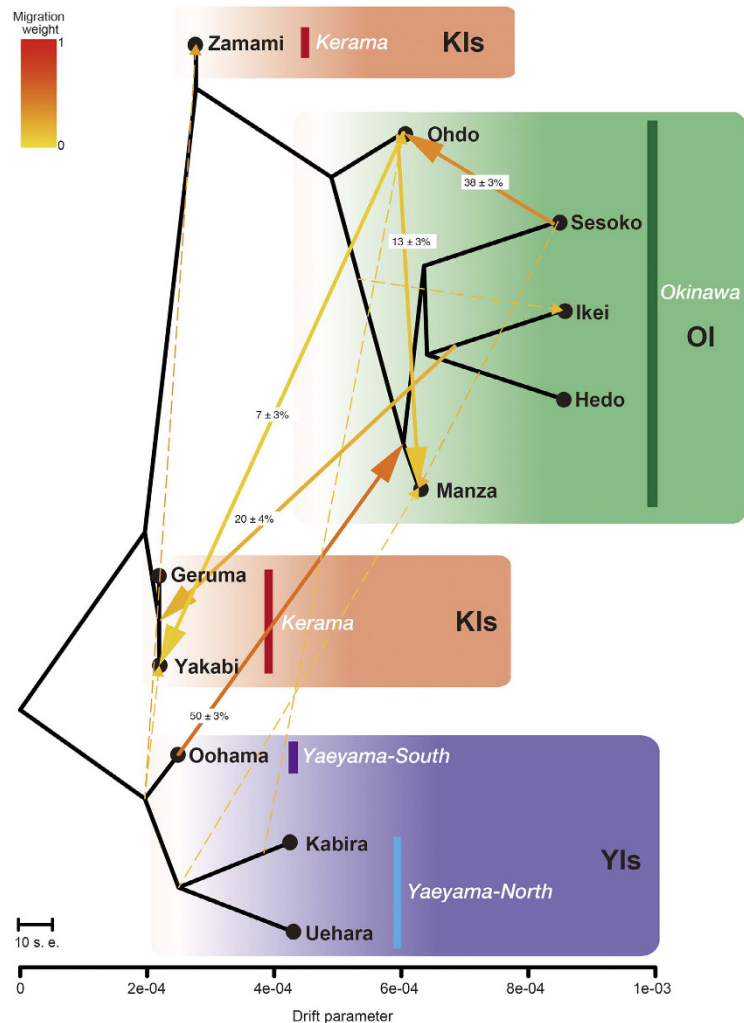 Migration
weight
1
0
Zamami
Kerama
KIs
Ohdo
38 ± 3%
Sesoko
13 ± 3%
Okinawa
Ikei
OI
Hedo
7 ± 3%
Manza
20 ± 4%
Geruma
Kerama
KIs
Yakabi
50 ± 3%
Oohama
Yaeyama-South
Kabira
YIs
Yaeyama-North
Uehara
10 s. e.
0
2e-04
4e-04
6e-04
8e-04
1e-03
Drift parameter